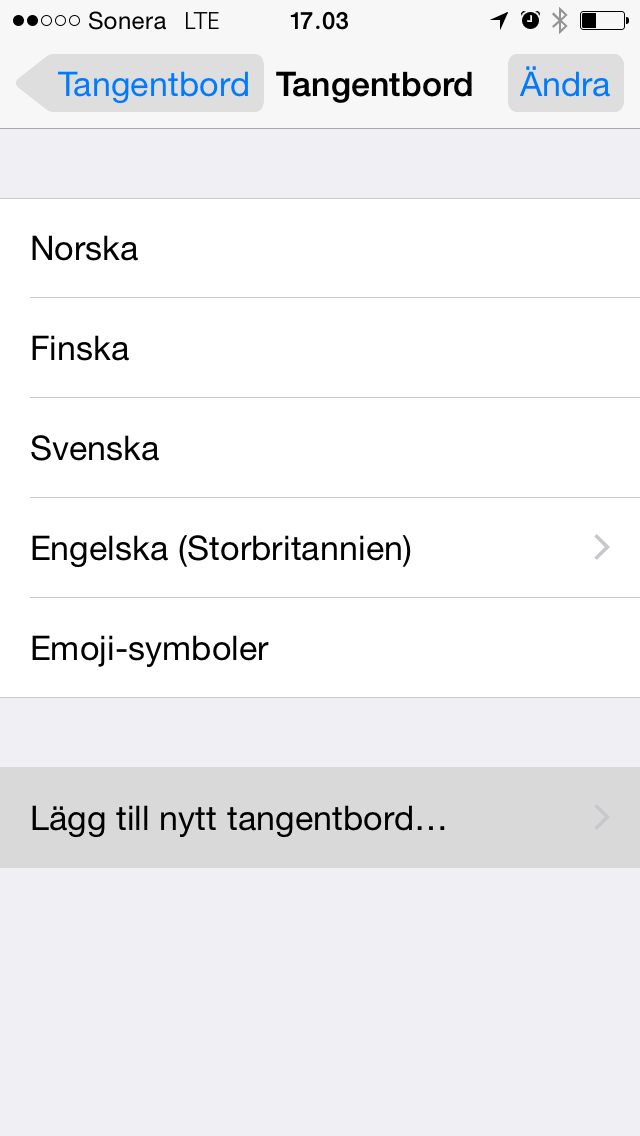 Sonera LTE 17.03
Tangentbord Tangentbord Ändra
Norska
Finska
Svenska
Engelska (Storbritannien)
Emoji-symboler
Lägg till nytt tangentbord…